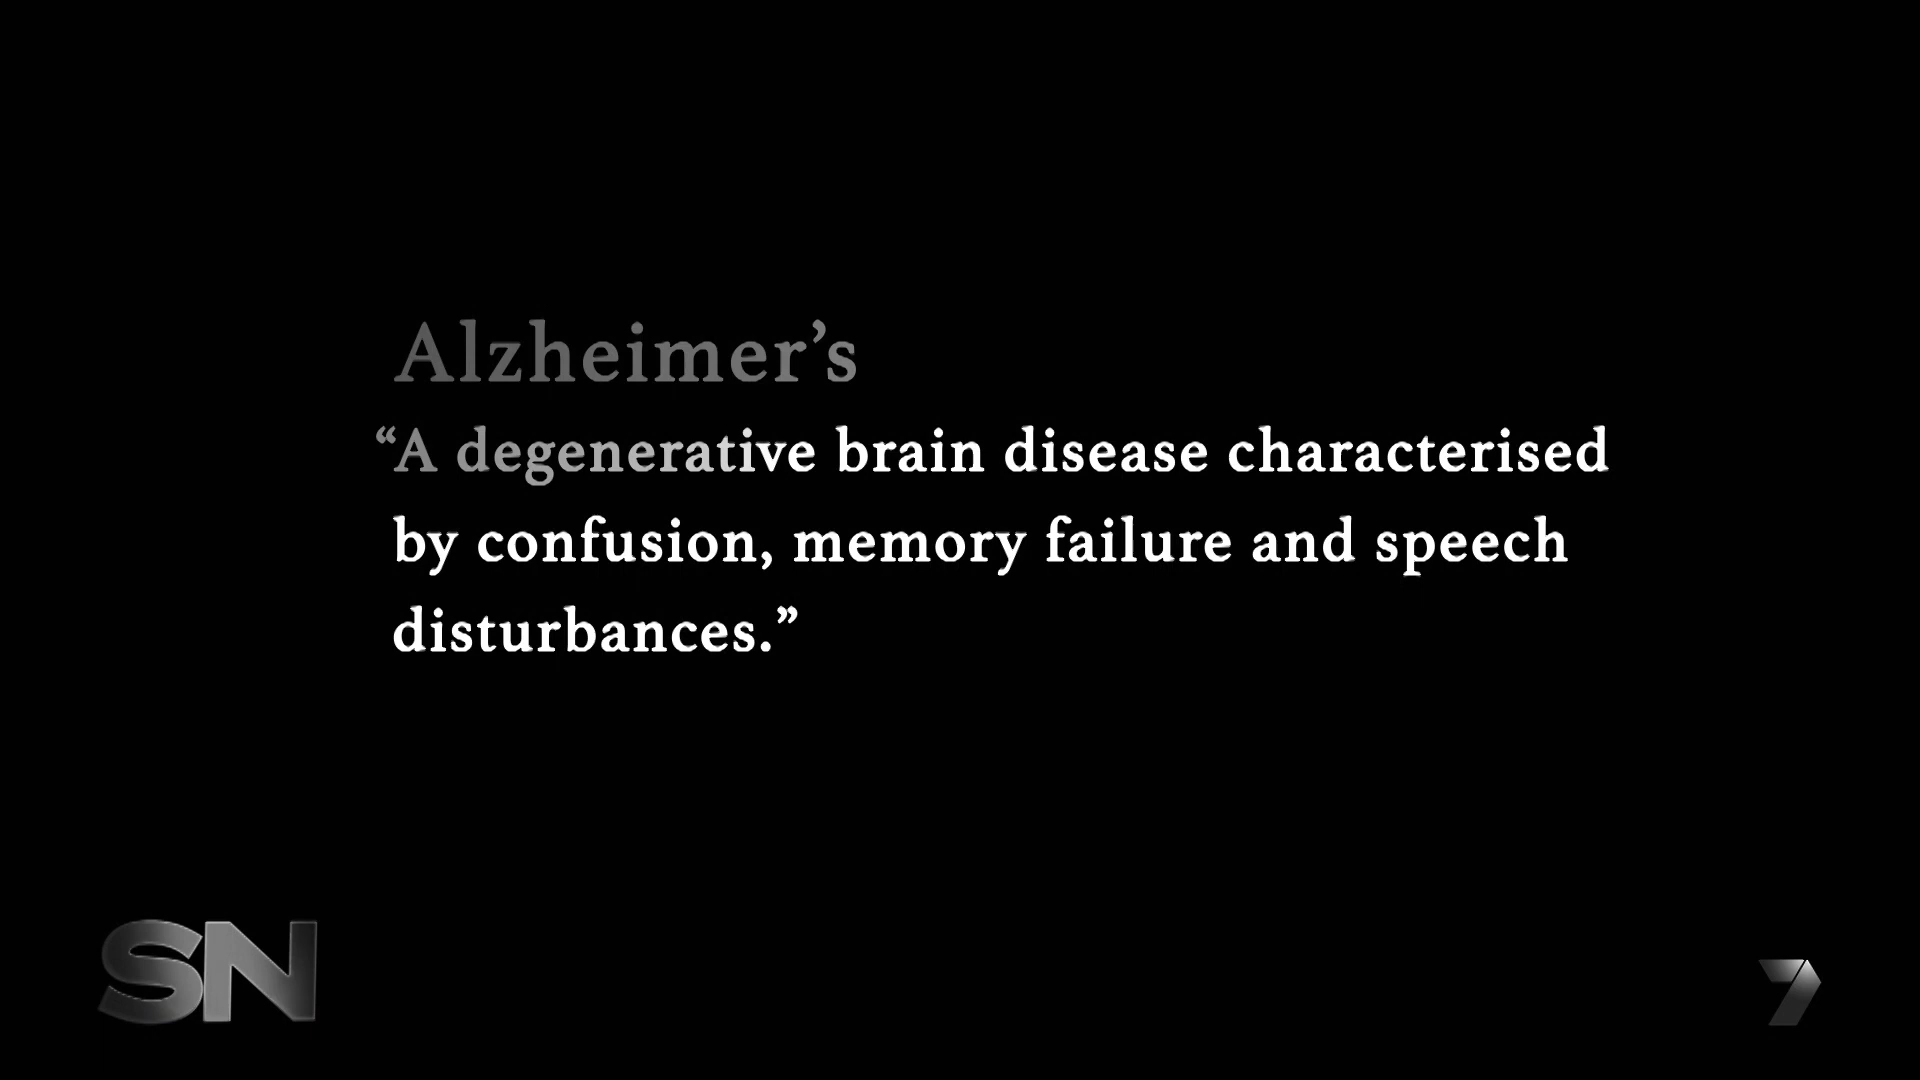 Alzheimer’s
“A degenerative brain disease characterised
by confusion, memory failure and speech
disturbances.”
SN
7